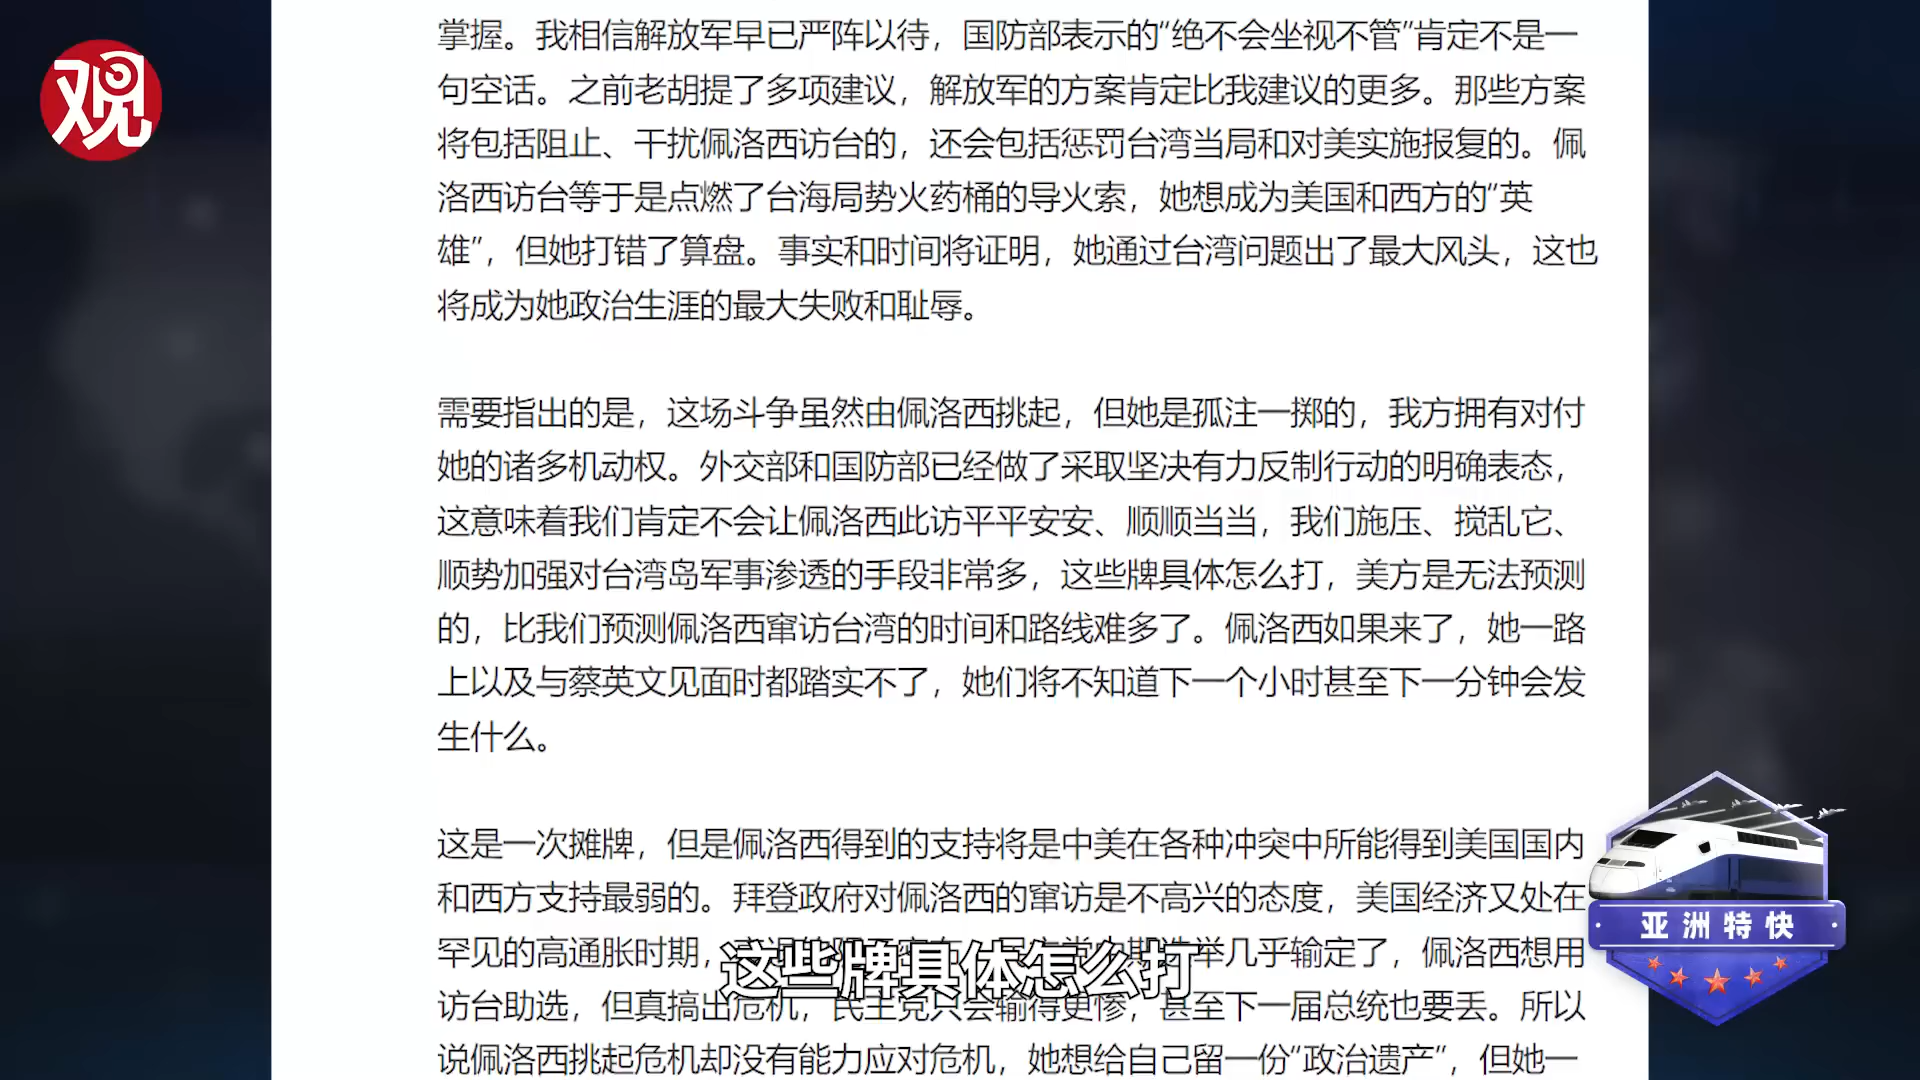 观
掌握。我相信解放军早已严阵以待，国防部表示的“绝不会坐视不管”肯定不是一
句空话。之前老胡提了多项建议，解放军的方案肯定比我建议的更多。那些方案
将包括阻止、干扰佩洛西访台的，还会包括惩罚台湾当局和对美实施报复的。佩
洛西访台等于是点燃了台海局势火药桶的导火索，她想成为美国和西方的“英
雄”，但她打错了算盘。事实和时间将证明，她通过台湾问题出了最大风头，这也
将成为她政治生涯的最大失败和耻辱。
需要指出的是，这场斗争虽然由佩洛西挑起，但她是孤注一掷的，我方拥有对付
她的诸多机动权。外交部和国防部已经做了采取坚决有力反制行动的明确表态，
这意味着我们肯定不会让佩洛西此访平平安安、顺顺当当，我们施压、搅乱它、
顺势加强对台湾岛军事渗透的手段非常多，这些牌具体怎么打，美方是无法预测
的，比我们预测佩洛西窜访台湾的时间和路线难多了。佩洛西如果来了，她一路
上以及与蔡英文见面时都踏实不了，她们将不知道下一个小时甚至下一分钟会发
生什么。
这是一次摊牌，但是佩洛西得到的支持将是中美在各种冲突中所能得到美国国内
和西方支持最弱的。拜登政府对佩洛西的窜访是不高兴的态度，美国经济又处在
罕见的高通胀时期，举几乎输定了，佩洛西想用
这些牌具体怎么打
访台助选，但真搞出危机，民主党只会输得更惨，甚至下一届总统也要丢。所以
说佩洛西挑起危机却没有能力应对危机，她想给自己留一份“政治遗产”，但她一
亚洲特快